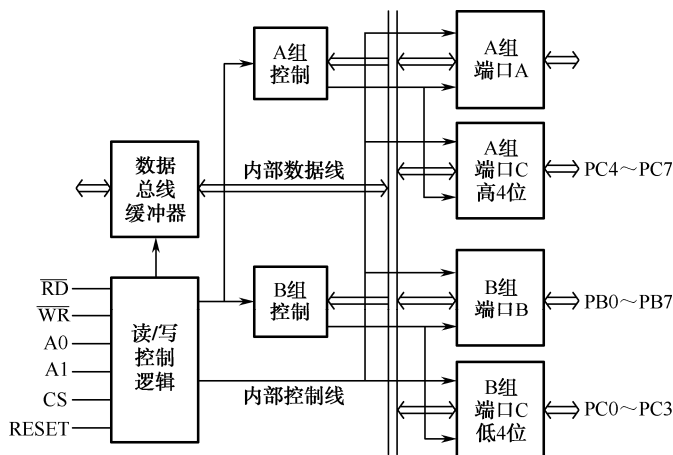 A组
控制
A组
端口A
数据
总线
缓冲器
内部数据线
A组
端口C
高4位
PC4～PC7
RD
WR
A0
A1
CS
RESET
读/写
控制
逻辑
B组
控制
B组
端口B
PB0～PB7
内部控制线
B组
端口C
低4位
PC0～PC3